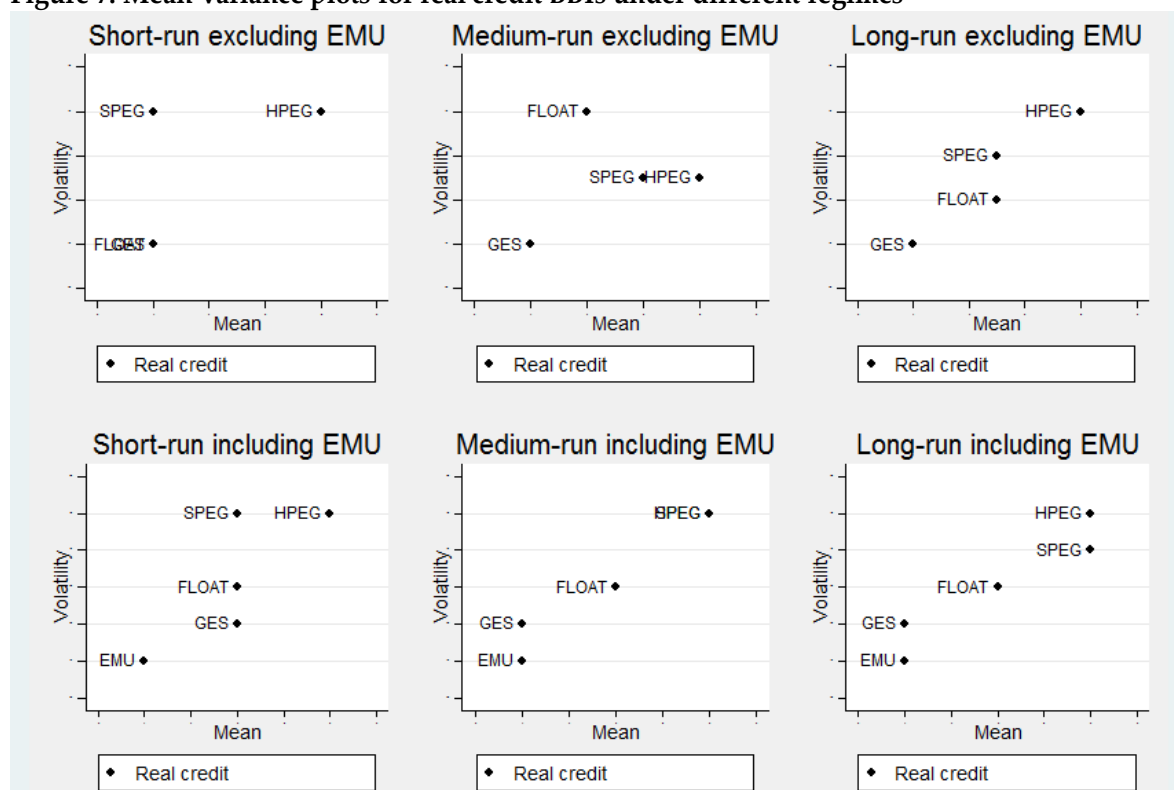 Figure 7. Mean-variance plots for real credit BBIs under different regimes
Short-run excluding EMU
Medium-run excluding EMU
Long-run excluding EMU
SPEG
HPEG
FLOAT
GES
Volatility
Mean
Real credit
FLOAT
SPEG
HPEG
GES
Volatility
Mean
Real credit
HPEG
SPEG
FLOAT
GES
Volatility
Mean
Real credit
Short-run including EMU
Medium-run including EMU
Long-run including EMU
SPEG
HPEG
FLOAT
GES
EMU
Volatility
Mean
Real credit
SPEG
FLOAT
GES
EMU
Volatility
Mean
Real credit
HPEG
SPEG
FLOAT
GES
EMU
Volatility
Mean
Real credit